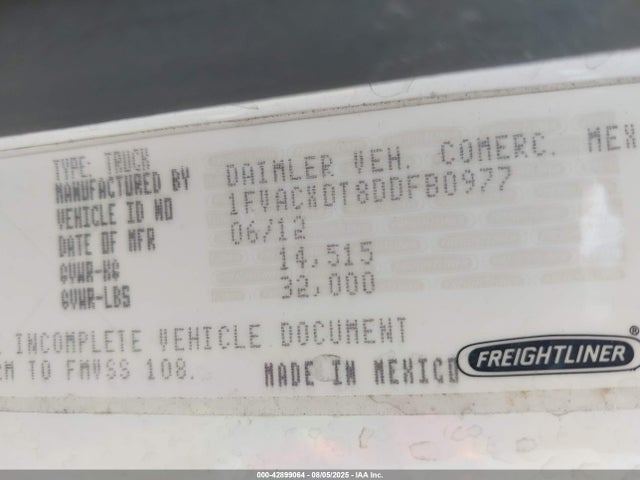 TYPE: TRUCK
MANUFACTURED BY DAIMLER VEH. COMERC. MEX
VEHICLE ID NO 1FVACXDT8DDFB0977
DATE OF MFR 06/12
GVWR-KG 14,515
GVWR-LBS 32,000
INCOMPLETE VEHICLE DOCUMENT
EM TO FMVSS 108.
MADE IN MEXICO
FREIGHTLINER®
000-42899064 - 08/05/2025 - IAA Inc.